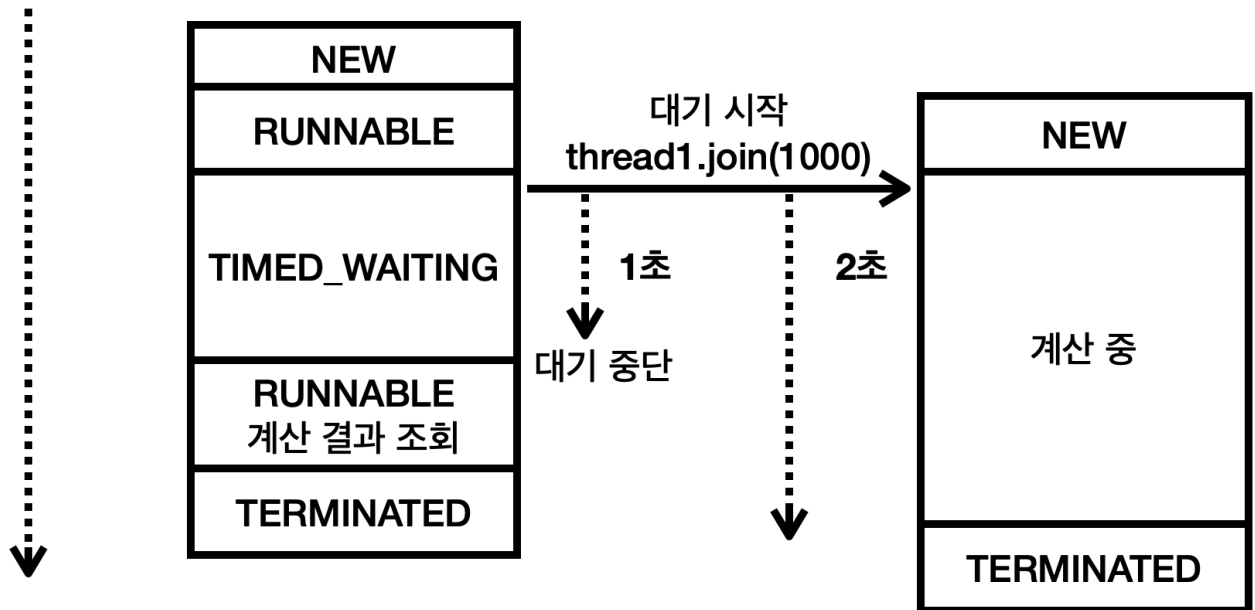 NEW
RUNNABLE
TIMED_WAITING
RUNNABLE
계산 결과 조회
TERMINATED
대기 시작
thread1.join(1000)
1초
2초
대기 중단
NEW
계산 중
TERMINATED